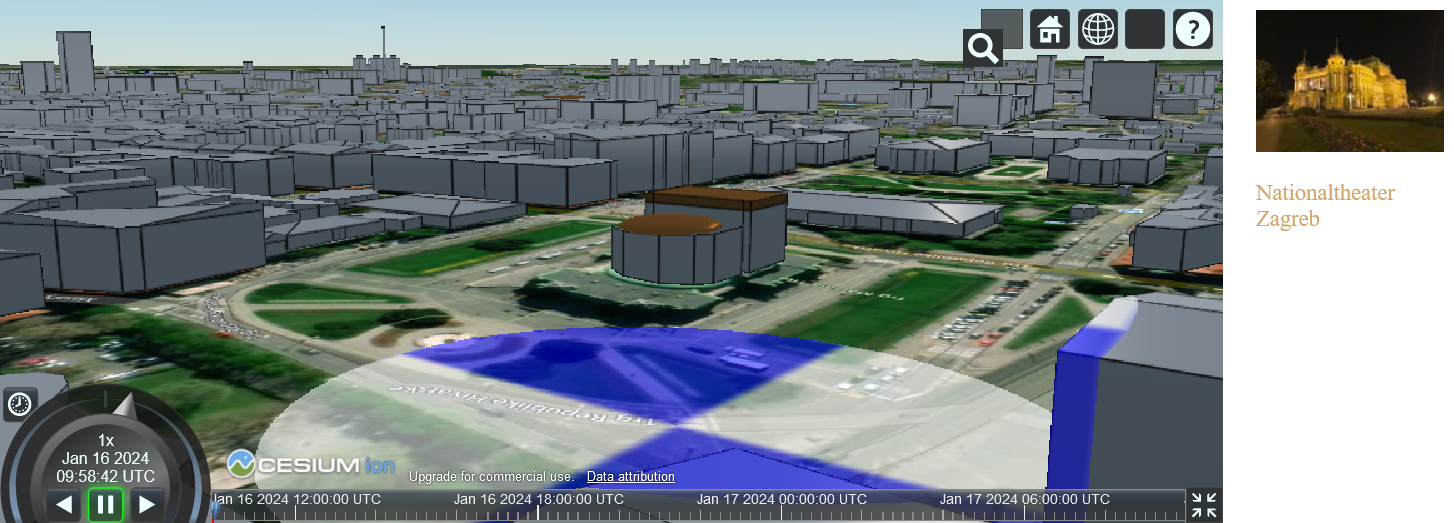 ?
Nationaltheater
Zagreb
Trg Republike Hrvatske
1x
Jan 16 2024
09:58:42 UTC
CESIUM ion
Upgrade for commercial use. Data attribution
Jan 16 2024 12:00:00 UTC
Jan 16 2024 18:00:00 UTC
Jan 17 2024 00:00:00 UTC
Jan 17 2024 06:00:00 UTC